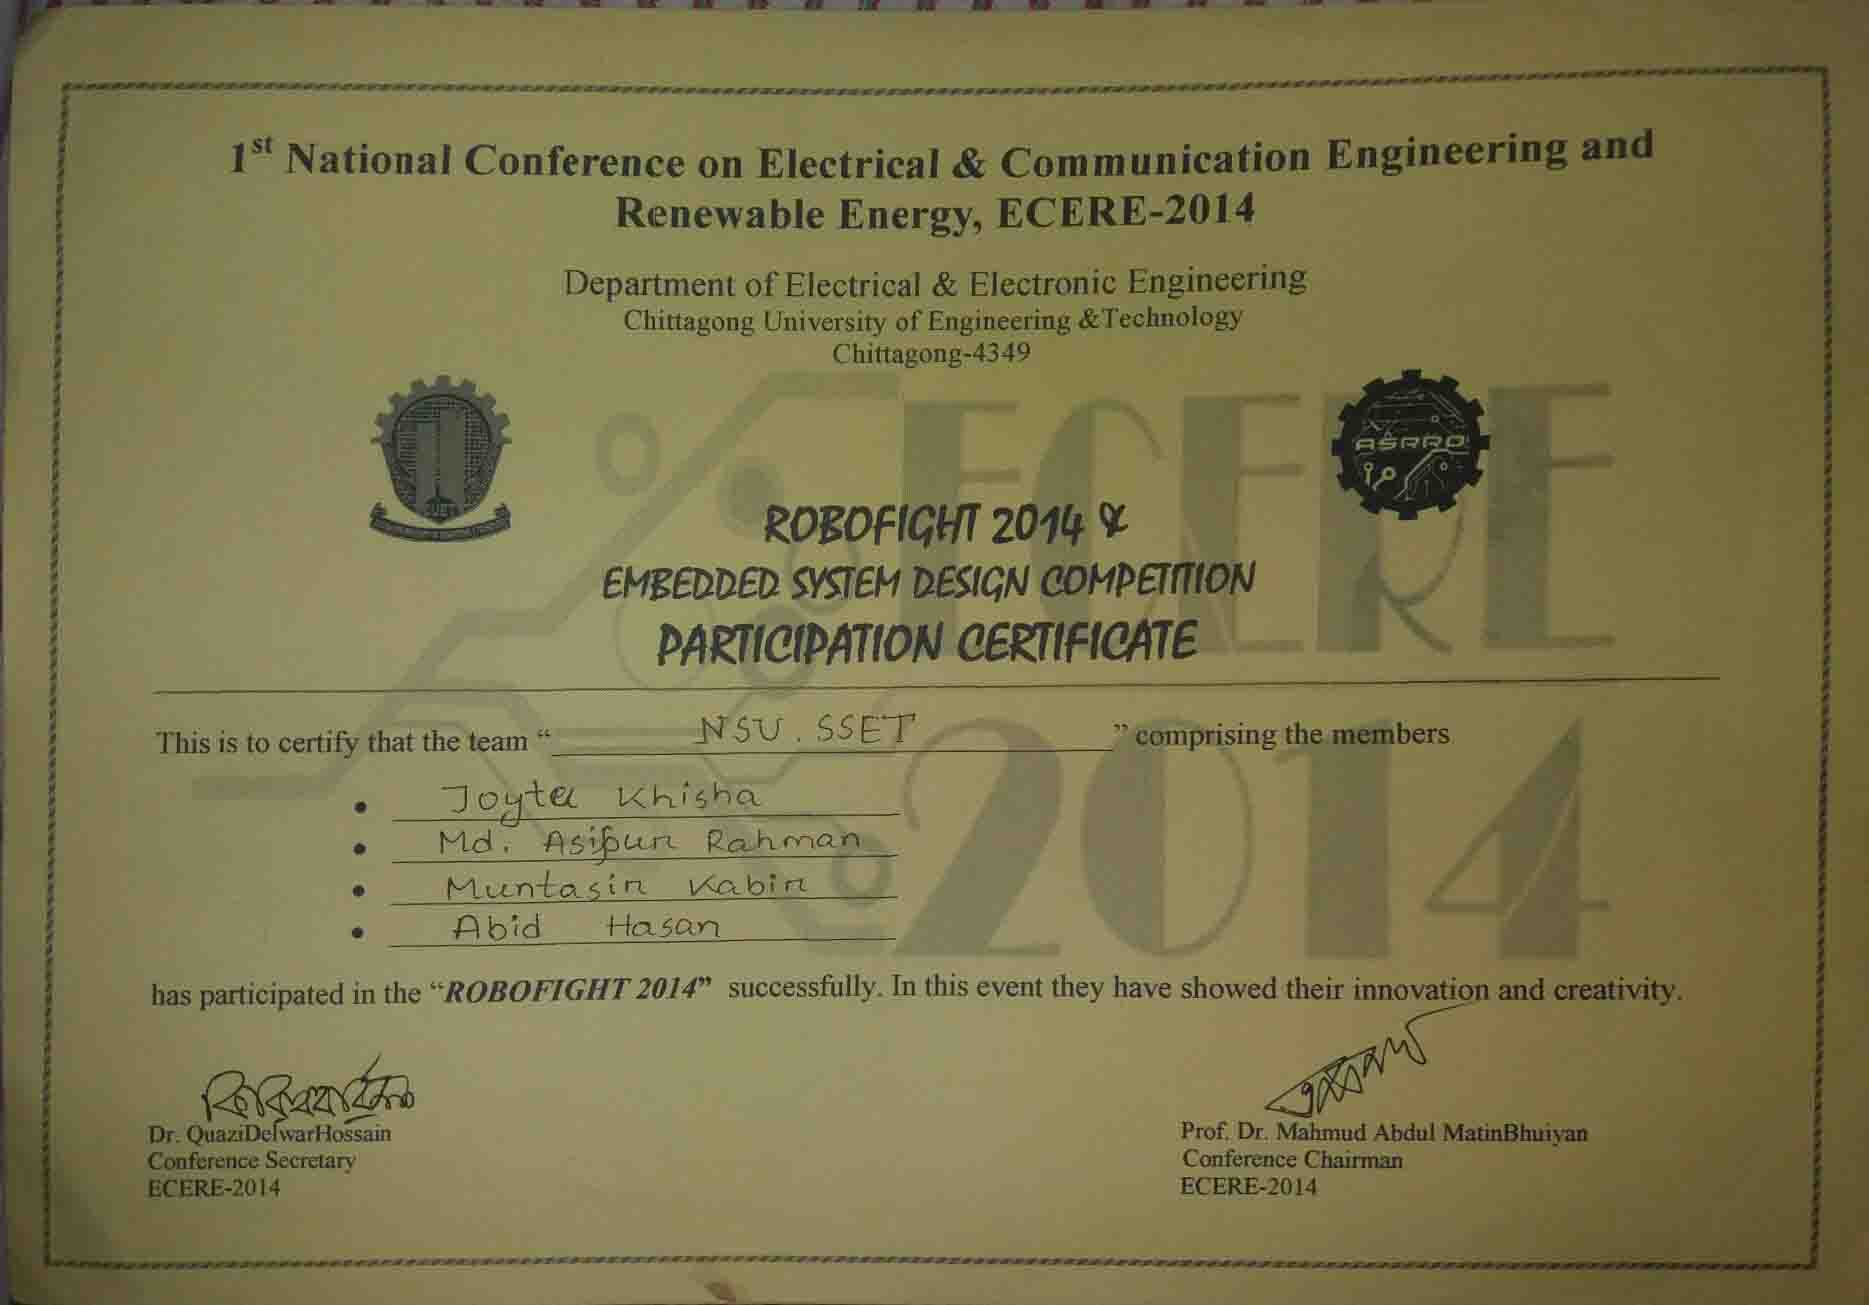 1st National Conference on Electrical & Communication Engineering and
Renewable Energy, ECERE-2014
Department of Electrical & Electronic Engineering
Chittagong University of Engineering &Technology
Chittagong-4349
ECERE
2014
ASRRO
ROBOFIGHT 2014 &
EMBEDDED SYSTEM DESIGN COMPETITION
PARTICIPATION CERTIFICATE
This is to certify that the team “ NSU . SSET ” comprising the members
• Joyta Khisha
• Md. Asifur Rahman
• Muntasir Kabir
• Abid Hasan
has participated in the “ROBOFIGHT 2014” successfully. In this event they have showed their innovation and creativity.
Dr. QuaziDelwarHossain
Conference Secretary
ECERE-2014
Prof. Dr. Mahmud Abdul MatinBhuiyan
Conference Chairman
ECERE-2014